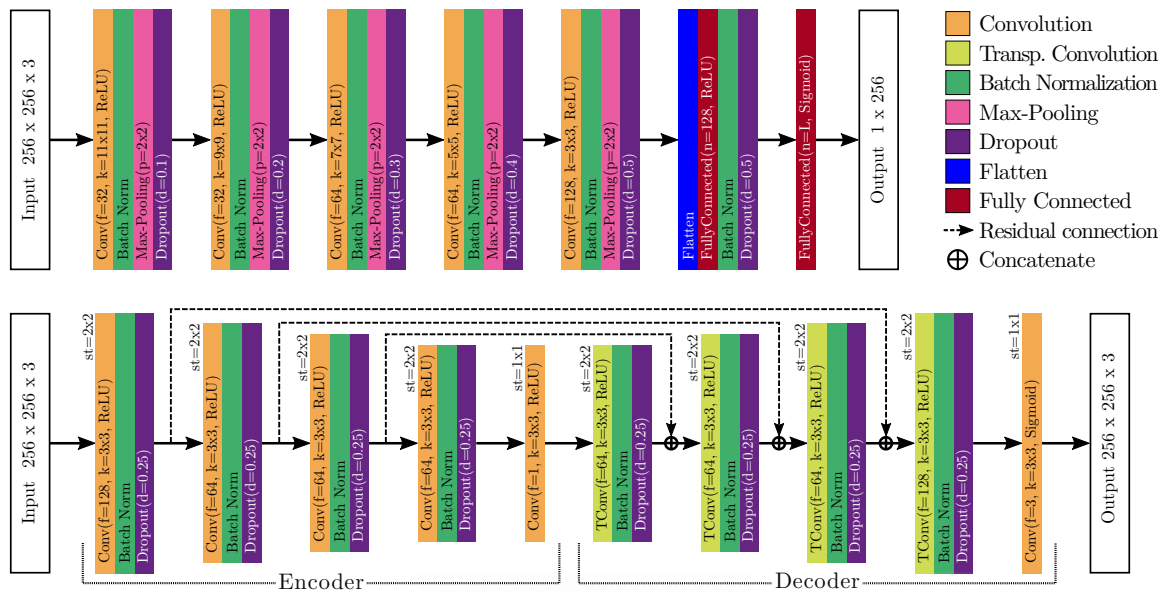 Input  256 x 256 x 3
Conv(f=32, k=11x11, ReLU)
Batch Norm
Max-Pooling(p=2x2)
Dropout(d=0.1)
Conv(f=32, k=9x9, ReLU)
Batch Norm
Max-Pooling(p=2x2)
Dropout(d=0.2)
Conv(f=64, k=7x7, ReLU)
Batch Norm
Max-Pooling(p=2x2)
Dropout(d=0.3)
Conv(f=64, k=5x5, ReLU)
Batch Norm
Max-Pooling(p=2x2)
Dropout(d=0.4)
Conv(f=128, k=3x3, ReLU)
Batch Norm
Max-Pooling(p=2x2)
Dropout(d=0.5)
Flatten
FullyConnected(n=128, ReLU)
Batch Norm
Dropout(d=0.5)
FullyConnected(n=L, Sigmoid)
Output 1 x 256
Convolution
Transp. Convolution
Batch Normalization
Max-Pooling
Dropout
Flatten
Fully Connected
Residual connection
Concatenate
Input  256 x 256 x 3
st=2x2
Conv(f=128, k=3x3, ReLU)
Batch Norm
Dropout(d=0.25)
st=2x2
Conv(f=64, k=3x3, ReLU)
Batch Norm
Dropout(d=0.25)
st=2x2
Conv(f=64, k=3x3, ReLU)
Batch Norm
Dropout(d=0.25)
st=2x2
Conv(f=64, k=3x3, ReLU)
Batch Norm
Dropout(d=0.25)
st=1x1
Conv(f=1, k=3x3, ReLU)
st=2x2
TConv(f=64, k=3x3, ReLU)
Batch Norm
Dropout(d=0.25)
st=2x2
TConv(f=64, k=3x3, ReLU)
Batch Norm
Dropout(d=0.25)
st=2x2
TConv(f=64, k=3x3, ReLU)
Batch Norm
Dropout(d=0.25)
st=2x2
TConv(f=128, k=3x3, ReLU)
Batch Norm
Dropout(d=0.25)
st=1x1
Conv(f=3, k=3x3, Sigmoid)
Output 256 x 256 x 3
Encoder
Decoder